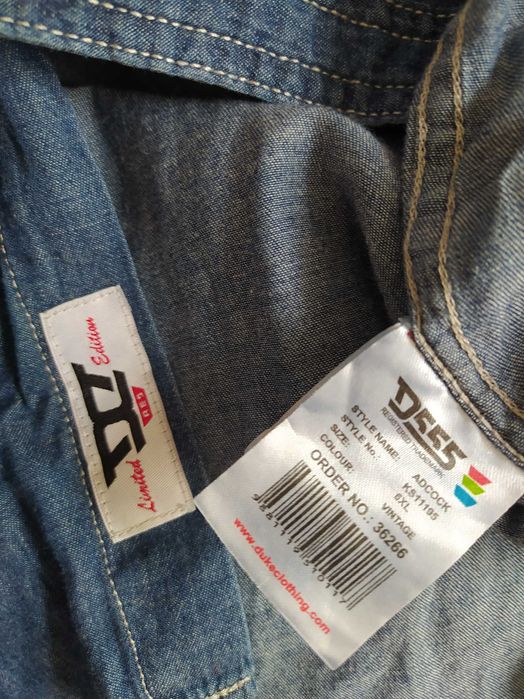 Limited Edition
RED
D555
REGISTERED TRADEMARK
STYLE NAME: ADCOCK
STYLE No. KS11195
SIZE: 6XL
COLOUR: VINTAGE
ORDER NO.: 36266
www.dukeclothing.com